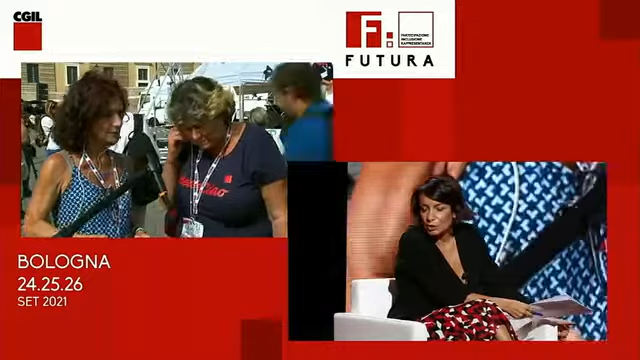 CGIL
F:
PARTECIPAZIONE
INCLUSIONE
RAPPRESENTANZA
FUTURA
BOLOGNA
24.25.26
SET 2021